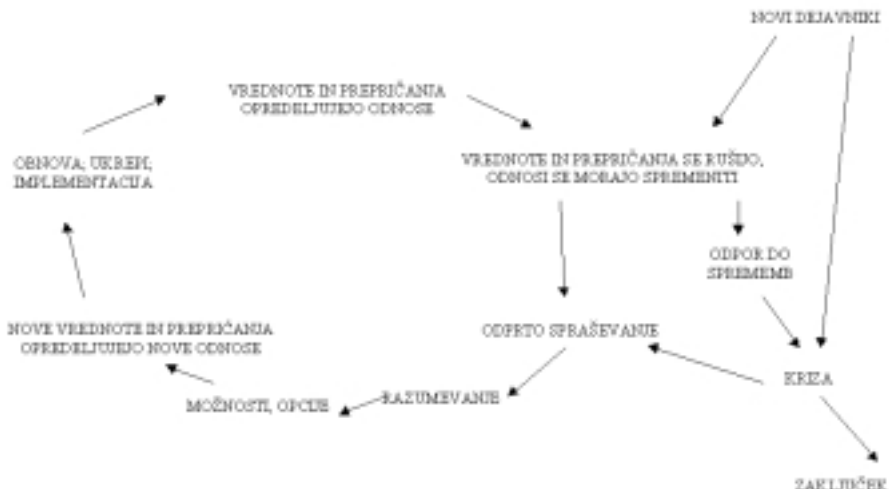 NOVI DEJAVNIKI
VREDNOTE IN PREPRIČANJA
OPREDELJUJEJO ODNOSE
OBNOVA; UKREPI;
IMPLEMENTACIJA
VREDNOTE IN PREPRIČANJA SE RUŠIJO,
ODNOSI SE MORAJO SPREMENITI
ODPOR DO
SPREMEMB
NOVE VREDNOTE IN PREPRIČANJA
OPREDELJUJEJO NOVE ODNOSE
ODPRTO SPRAŠEVANJE
KRIZA
RAZUMEVANJE
MOŽNOSTI, OPCIJE
ZAKLJUČEK